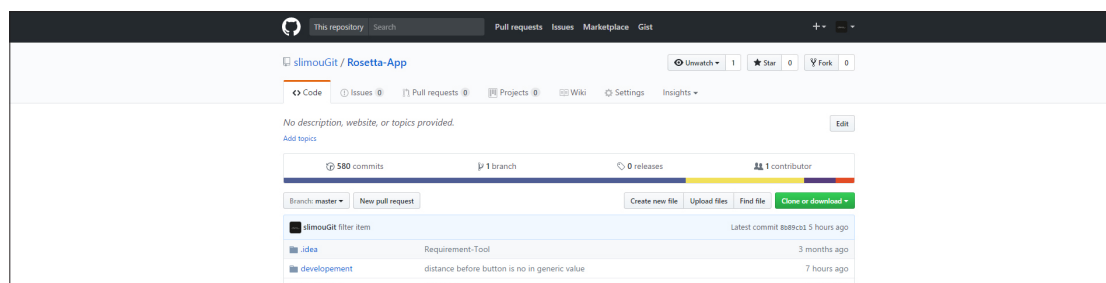 This repository Search Pull requests Issues Marketplace Gist
slimouGit / Rosetta-App Unwatch 1 Star 0 Fork 0
Code Issues 0 Pull requests 0 Projects 0 Wiki Settings Insights
No description, website, or topics provided. Edit
Add topics
580 commits 1 branch 0 releases 1 contributor
Branch: master New pull request Create new file Upload files Find file Clone or download
slimouGit filter item Latest commit 8b89cb1 5 hours ago
.idea Requirement-Tool 3 months ago
developement distance before button is no in generic value 7 hours ago